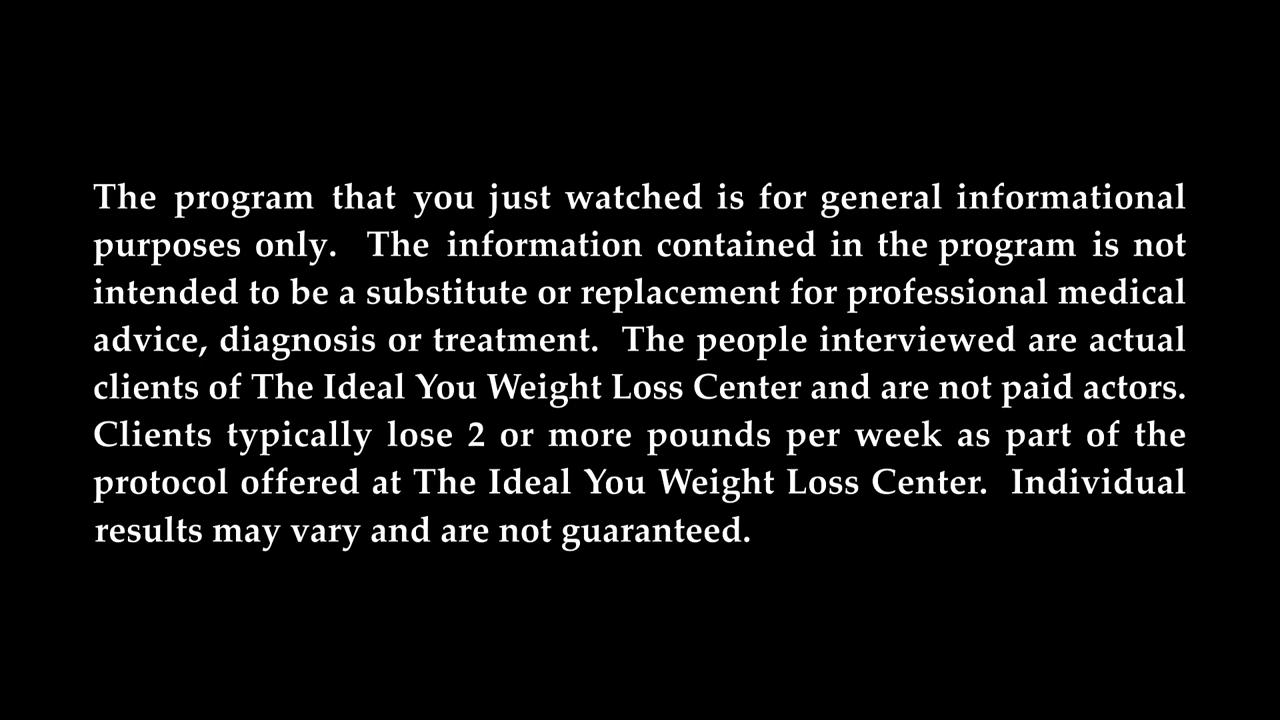 The program that you just watched is for general informational
purposes only.  The information contained in the program is not
intended to be a substitute or replacement for professional medical
advice, diagnosis or treatment.  The people interviewed are actual
clients of The Ideal You Weight Loss Center and are not paid actors.
Clients typically lose 2 or more pounds per week as part of the
protocol offered at The Ideal You Weight Loss Center.  Individual
results may vary and are not guaranteed.